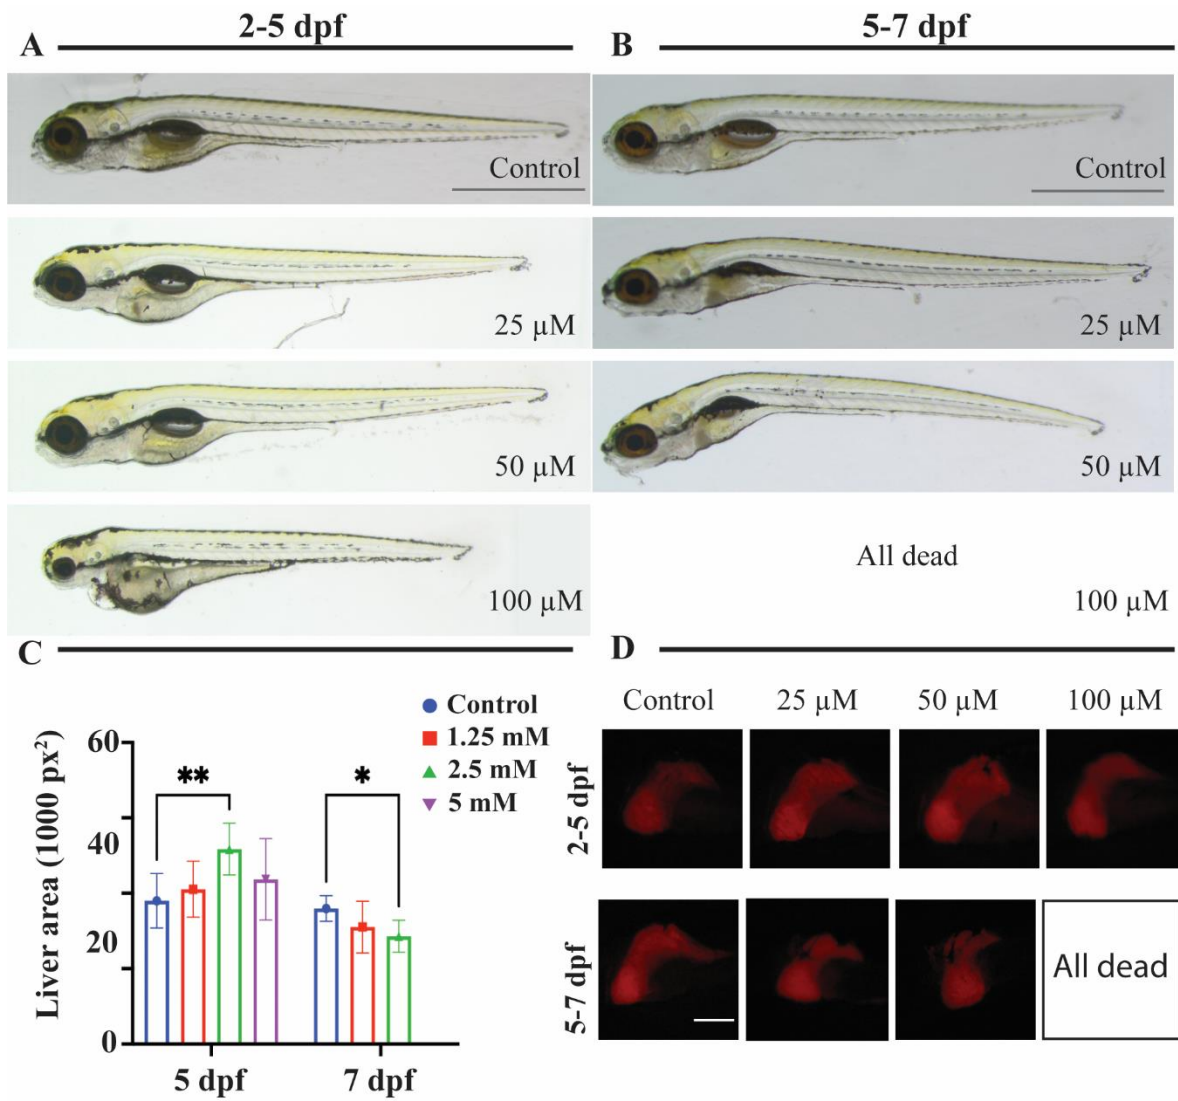 A
2-5 dpf
B
5-7 dpf
Control
Control
25 µM
25 µM
50 µM
50 µM
100 µM
All dead
100 µM
C
Control
1.25 mM
2.5 mM
5 mM
Liver area (1000 px²)
60
40
20
0
**
*
5 dpf
7 dpf
D
Control 25 µM 50 µM 100 µM
2-5 dpf
5-7 dpf
All dead